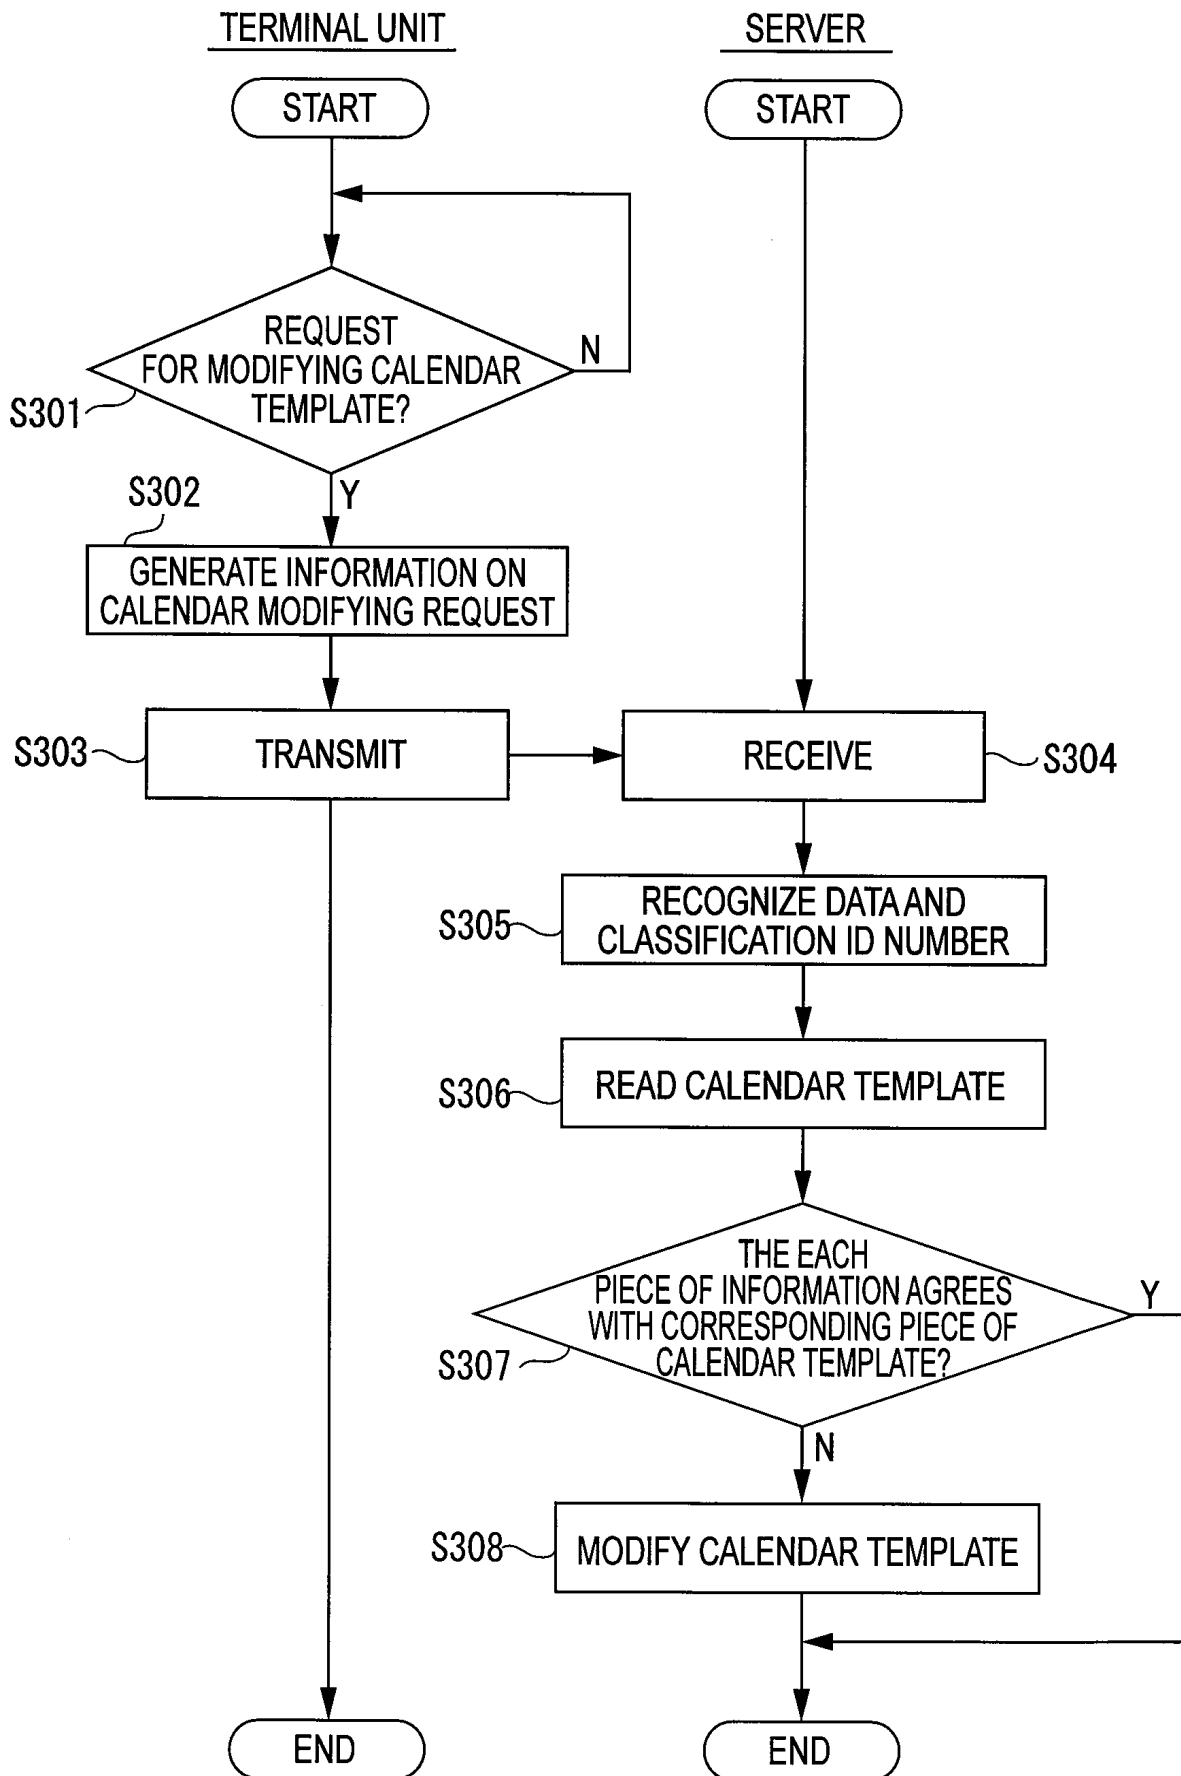 TERMINAL UNIT
SERVER
START
START
REQUEST
FOR MODIFYING CALENDAR
TEMPLATE?
N
S301
Y
S302
GENERATE INFORMATION ON
CALENDAR MODIFYING REQUEST
S303
TRANSMIT
RECEIVE
S304
S305
RECOGNIZE DATA AND
CLASSIFICATION ID NUMBER
S306
READ CALENDAR TEMPLATE
THE EACH
PIECE OF INFORMATION AGREES
WITH CORRESPONDING PIECE OF
CALENDAR TEMPLATE?
Y
S307
N
S308
MODIFY CALENDAR TEMPLATE
END
END